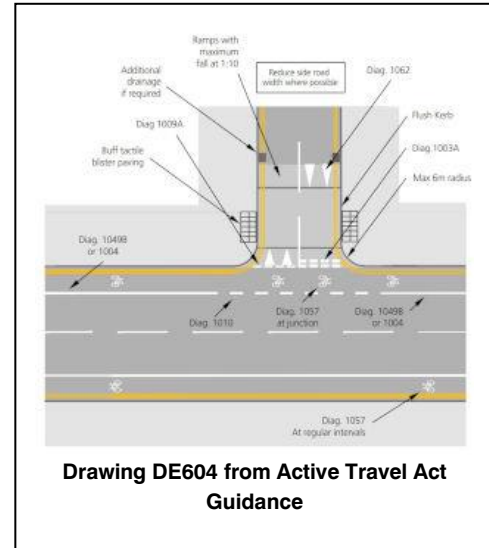 Ramps with
maximum
fall at 1:10
Reduce side road
width where possible
Diag. 1062
Additional
drainage
if required
Flush Kerb
Diag 1009A
Diag.1003A
Buff tactile
blister paving
Max 6m radius
Diag. 1049B
or 1004
Diag. 1010
Diag. 1057
at junction
Diag. 1049B
or 1004
Diag. 1057
At regular intervals
Drawing DE604 from Active Travel Act
Guidance